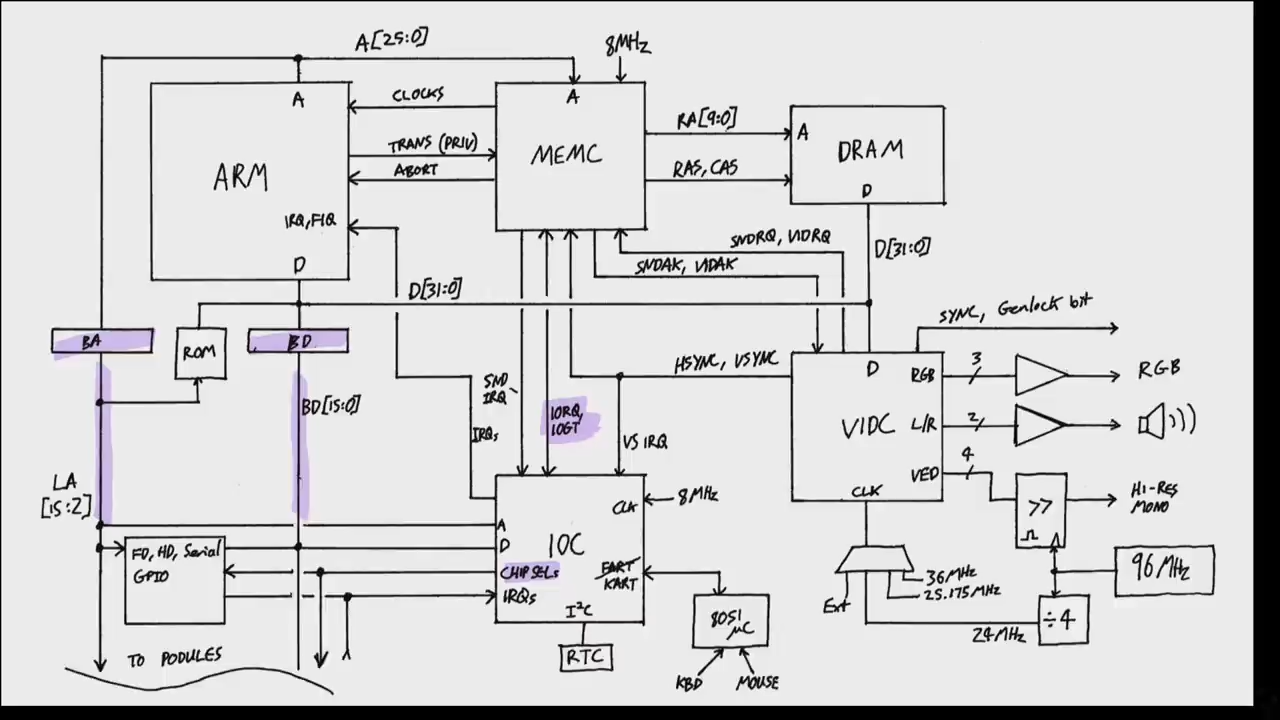 A[25:0]
8MHz
A
CLOCKS
A
TRANS (PRIV)
ABORT
ARM
IRQ, FIQ
D
MEMC
RA[9:0]
RAS, CAS
A
DRAM
D
SNDRQ, VIDRQ
SNDAK, VIDAK
D[31:0]
D[31:0]
BA
ROM
BD
BD[15:0]
LA
[15:2]
SND
IRQ
IRQs
IORQ,
IOGT
HSYNC, VSYNC
VS IRQ
SYNC, Genlock bit
D
RGB
3
RGB
VIDC
L/R
2
VED
4
CLK
>>
HI-RES
MONO
96MHz
÷4
36MHz
25.175MHz
Ext
24MHz
A
D
IOC
CLK
8MHz
CHIPSELs
IRQs
UART/
KART
I²C
RTC
8051
μC
KBD
MOUSE
FD, HD, Serial
GPIO
TO PODULES